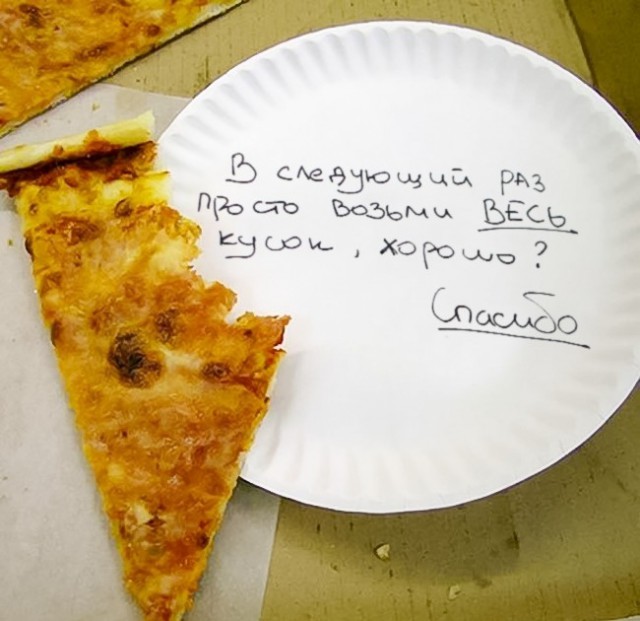 В следующий раз
просто возьми ВЕСЬ
кусок, хорошо?
Спасибо